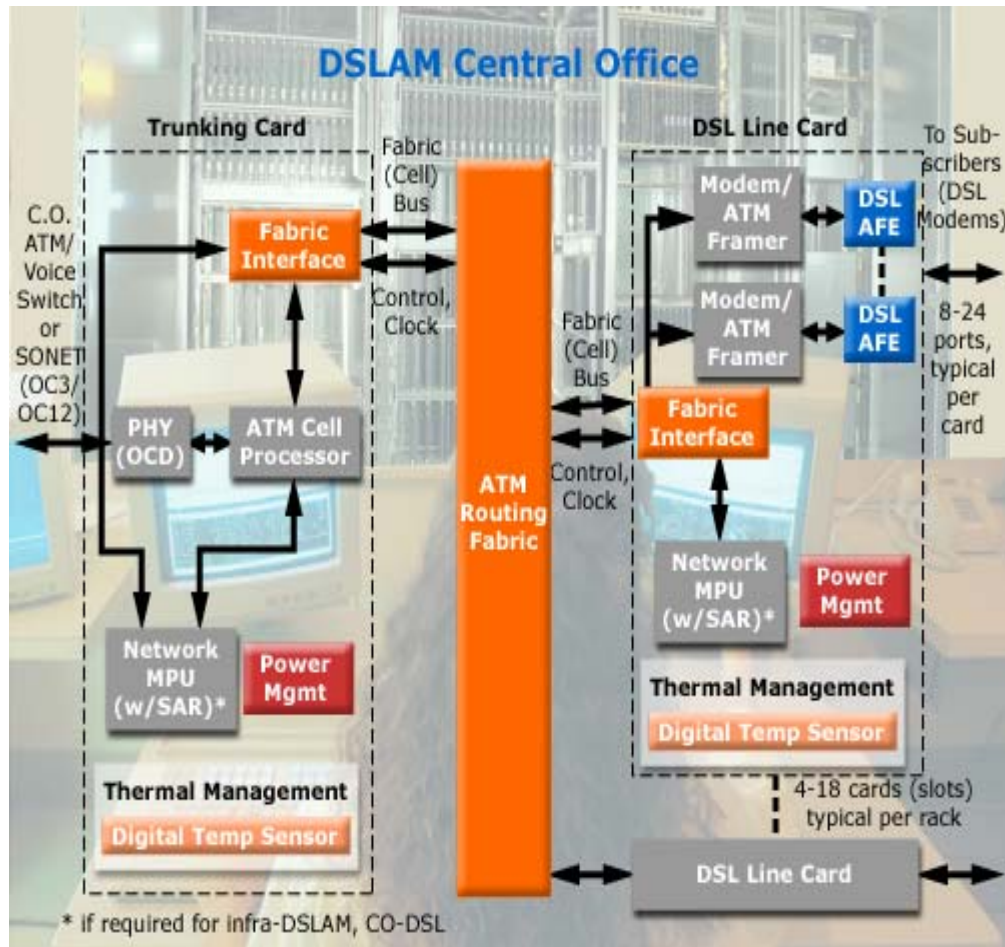 DSLAM Central Office
Trunking Card
Fabric
(Cell)
Bus
C.O.
ATM/
Voice
Switch
or
SONET
(OC3/
OC12)
Fabric
Interface
Control,
Clock
PHY
(OCD)
ATM Cell
Processor
Network
MPU
(w/SAR)*
Power
Mgmt
Thermal Management
Digital Temp Sensor
* if required for infra-DSLAM, CO-DSL
ATM
Routing
Fabric
DSL Line Card
Modem/
ATM
Framer
DSL
AFE
Modem/
ATM
Framer
DSL
AFE
To Sub-
scribers
(DSL
Modems)
8-24
ports,
typical
per
card
Fabric
(Cell)
Bus
Fabric
Interface
Control,
Clock
Network
MPU
(w/SAR)*
Power
Mgmt
Thermal Management
Digital Temp Sensor
4-18 cards (slots)
typical per rack
DSL Line Card